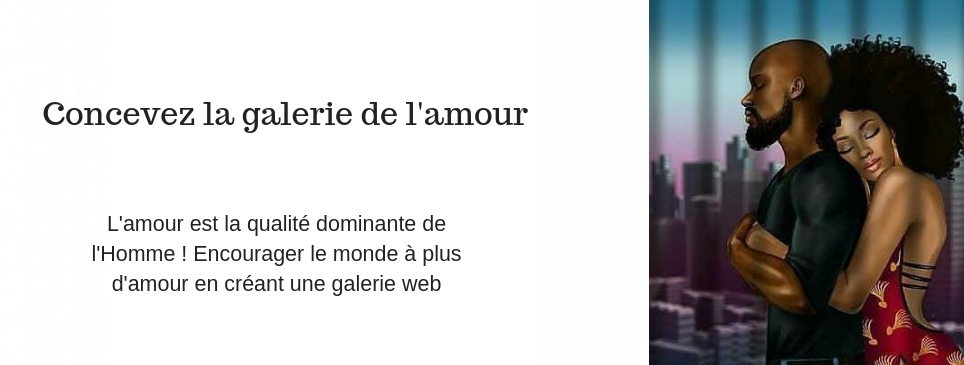 Concevez la galerie de l'amour
L'amour est la qualité dominante de
l'Homme ! Encourager le monde à plus
d'amour en créant une galerie web